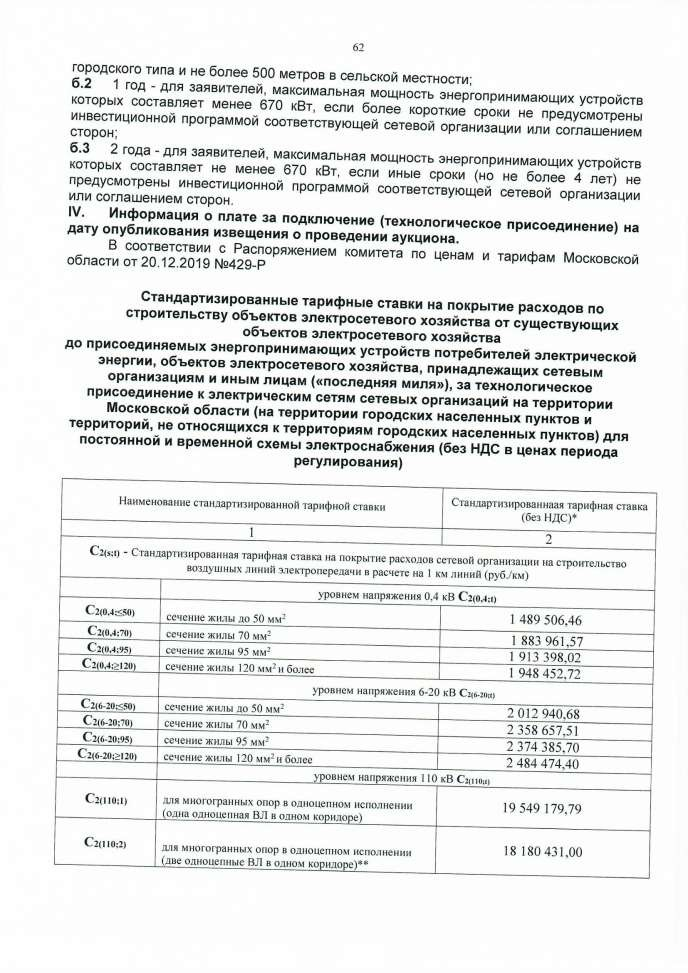 62
городского типа и не более 500 метров в сельской местности;
б.2 1 год - для заявителей, максимальная мощность энергопринимающих устройств
которых составляет менее 670 кВт, если более короткие сроки не предусмотрены
инвестиционной программой соответствующей сетевой организации или соглашением
сторон;
б.3 2 года - для заявителей, максимальная мощность энергопринимающих устройств
которых составляет не менее 670 кВт, если иные сроки (но не более 4 лет) не
предусмотрены инвестиционной программой соответствующей сетевой организации
или соглашением сторон.
IV. Информация о плате за подключение (технологическое присоединение) на
дату опубликования извещения о проведении аукциона.
В соответствии с Распоряжением комитета по ценам и тарифам Московской
области от 20.12.2019 №429-Р
Стандартизированные тарифные ставки на покрытие расходов по
строительству объектов электросетевого хозяйства от существующих
объектов электросетевого хозяйства
до присоединяемых энергопринимающих устройств потребителей электрической
энергии, объектов электросетевого хозяйства, принадлежащих сетевым
организациям и иным лицам («последняя миля»), за технологическое
присоединение к электрическим сетям сетевых организаций на территории
Московской области (на территории городских населенных пунктов и
территорий, не относящихся к территориям городских населенных пунктов) для
постоянной и временной схемы электроснабжения (без НДС в ценах периода
регулирования)
Наименование стандартизированной тарифной ставки Стандартизированнаая тарифная ставка
(без НДС)*
1 2
C2(s;t) - Стандартизированная тарифная ставка на покрытие расходов сетевой организации на строительство
воздушных линий электропередачи в расчете на 1 км линий (руб./км)
уровнем напряжения 0,4 кВ C2(0,4;t)
C2(0,4;≤50) сечение жилы до 50 мм² 1 489 506,46
C2(0,4;70) сечение жилы 70 мм² 1 883 961,57
C2(0,4;95) сечение жилы 95 мм² 1 913 398,02
C2(0,4;≥120) сечение жилы 120 мм² и более 1 948 452,72
уровнем напряжения 6-20 кВ C2(6-20;t)
C2(6-20;≤50) сечение жилы до 50 мм² 2 012 940,68
C2(6-20;70) сечение жилы 70 мм² 2 358 657,51
C2(6-20;95) сечение жилы 95 мм² 2 374 385,70
C2(6-20;≥120) сечение жилы 120 мм² и более 2 484 474,40
уровнем напряжения 110 кВ C2(110;t)
C2(110;1) для многогранных опор в одноцепном исполнении 19 549 179,79
(одна одноцепная ВЛ в одном коридоре)
C2(110;2) для многогранных опор в одноцепном исполнении 18 180 431,00
(две одноцепные ВЛ в одном коридоре)**